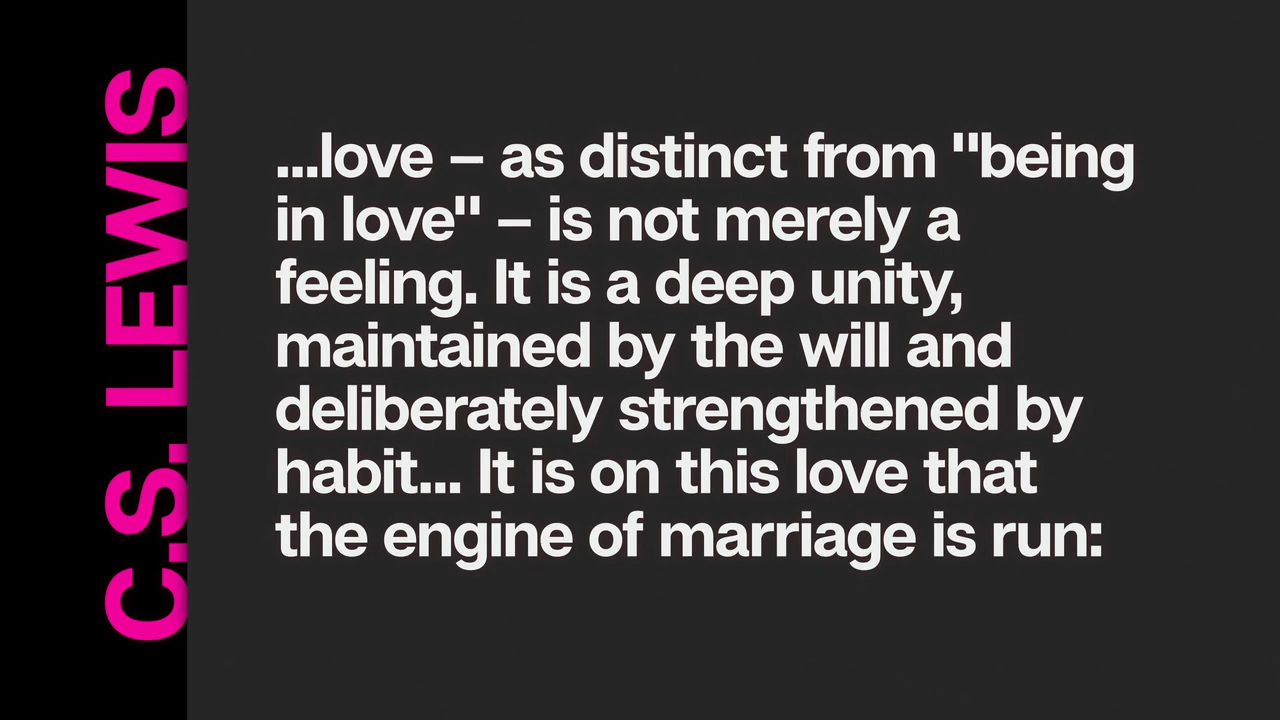 C.S. LEWIS
...love – as distinct from "being
in love" – is not merely a
feeling. It is a deep unity,
maintained by the will and
deliberately strengthened by
habit... It is on this love that
the engine of marriage is run: